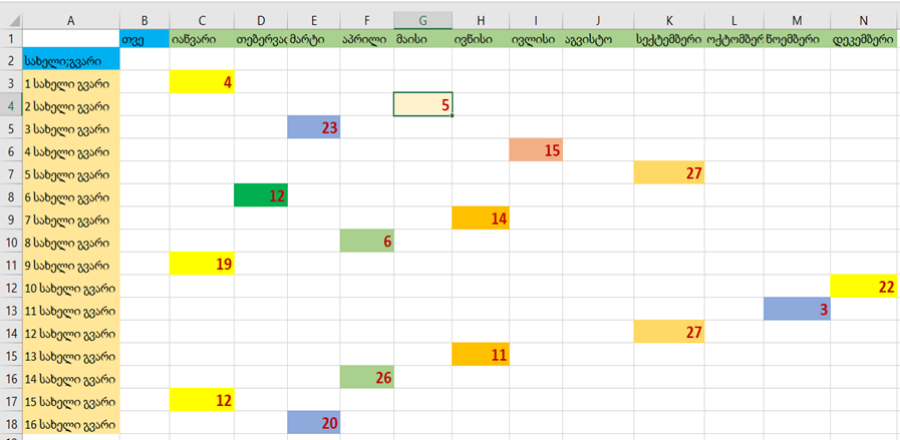 A B C D E F G H I J K L M N
1 თვე იანვარი თებერვა მარტი აპრილი მაისი ივნისი ივლისი აგვისტო სექტემბერი ოქტომბერ ნოემბერი დეკემბერი
2 სახელი;გვარი
3 1 სახელი გვარი 4
4 2 სახელი გვარი 5
5 3 სახელი გვარი 23
6 4 სახელი გვარი 15
7 5 სახელი გვარი 27
8 6 სახელი გვარი 12
9 7 სახელი გვარი 14
10 8 სახელი გვარი 6
11 9 სახელი გვარი 19
12 10 სახელი გვარი 22
13 11 სახელი გვარი 3
14 12 სახელი გვარი 27
15 13 სახელი გვარი 11
16 14 სახელი გვარი 26
17 15 სახელი გვარი 12
18 16 სახელი გვარი 20